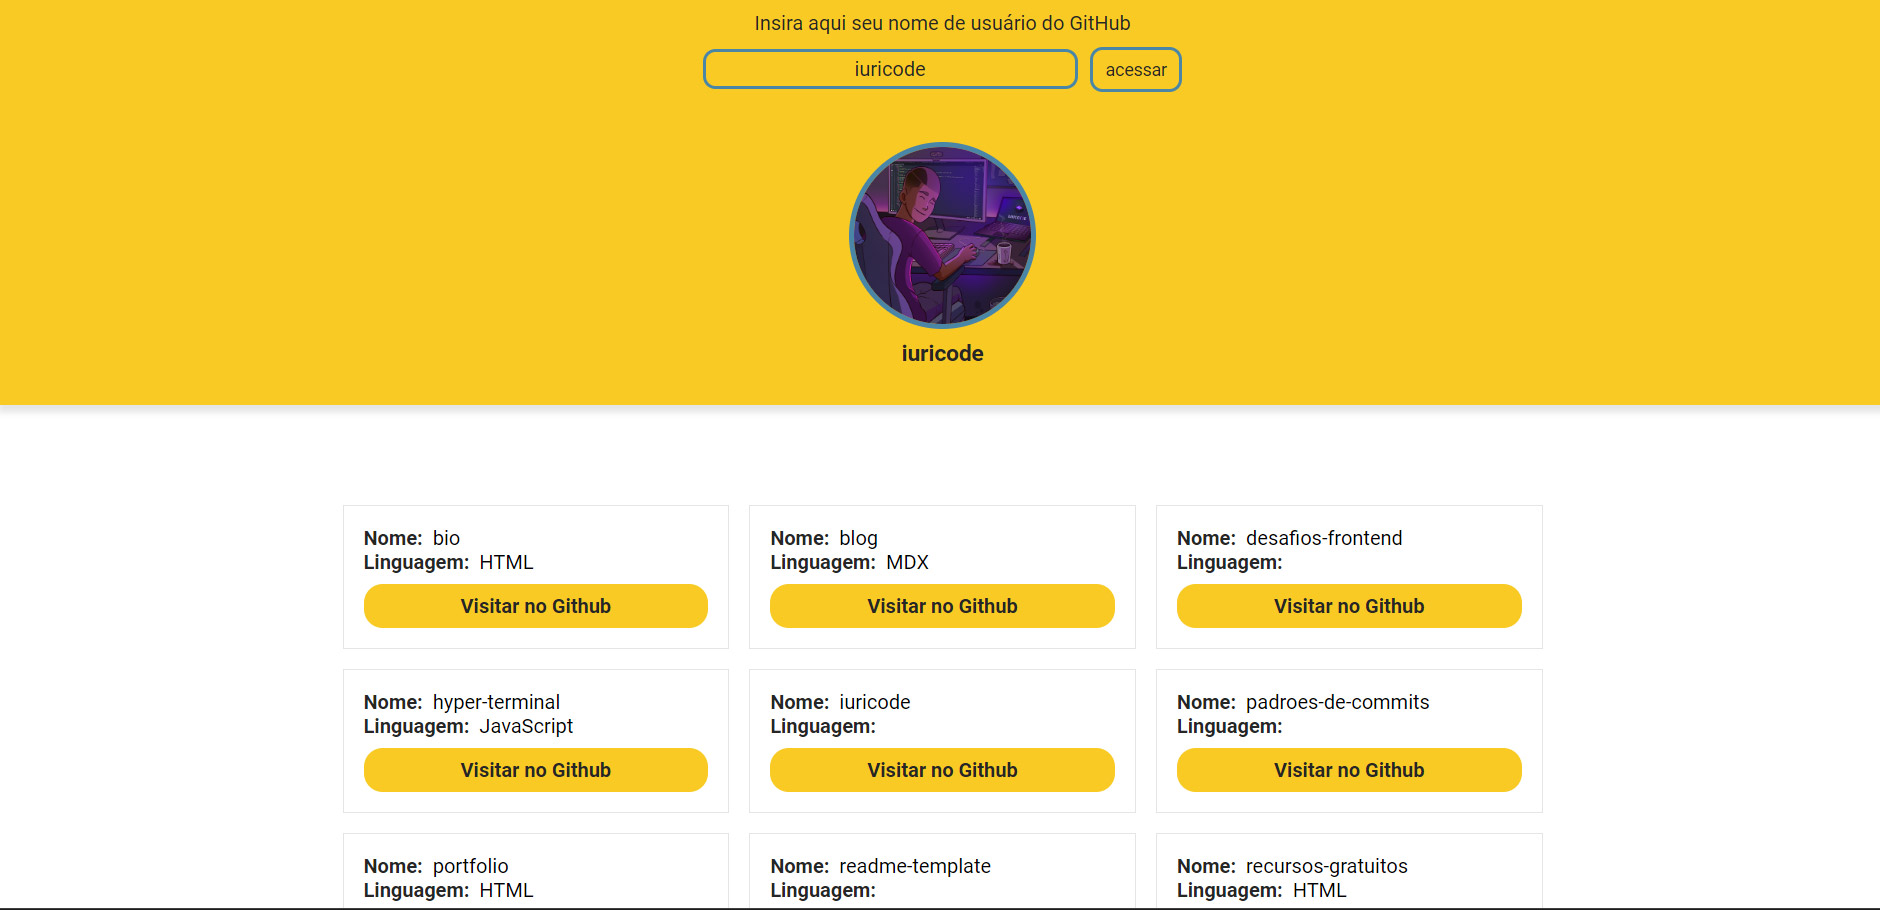 Insira aqui seu nome de usuário do GitHub
iuricode
acessar
iuricode
Nome: bio
Linguagem: HTML
Visitar no Github
Nome: blog
Linguagem: MDX
Visitar no Github
Nome: desafios-frontend
Linguagem:
Visitar no Github
Nome: hyper-terminal
Linguagem: JavaScript
Visitar no Github
Nome: iuricode
Linguagem:
Visitar no Github
Nome: padroes-de-commits
Linguagem:
Visitar no Github
Nome: portfolio
Linguagem: HTML
Nome: readme-template
Linguagem:
Nome: recursos-gratuitos
Linguagem: HTML